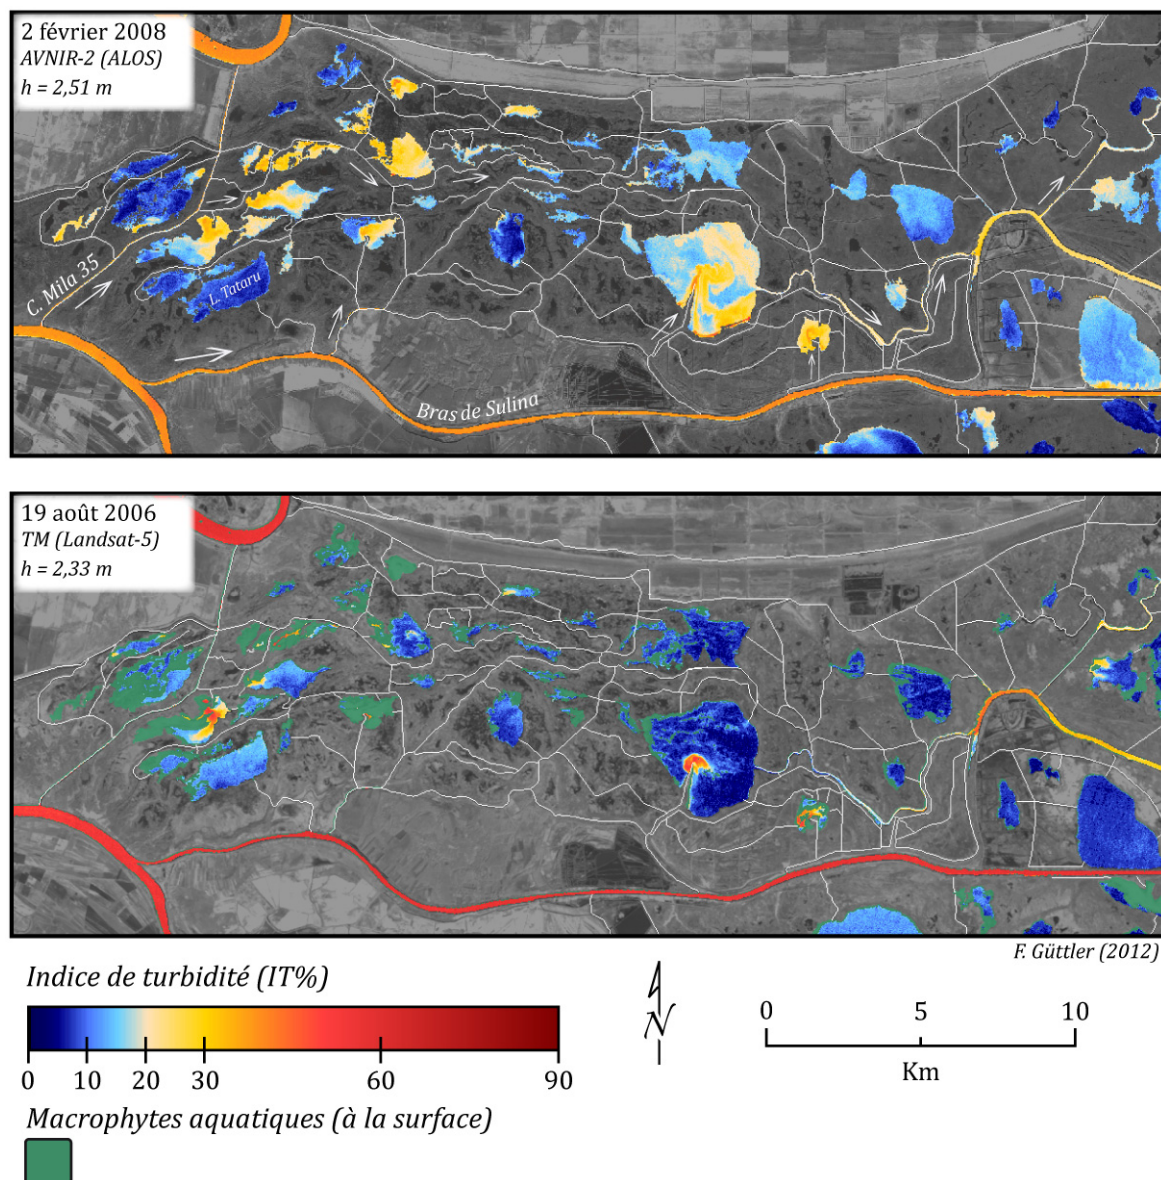 2 février 2008
AVNIR-2 (ALOS)
h = 2,51 m
C. Mila 35
L. Tataru
Bras de Sulina
19 août 2006
TM (Landsat-5)
h = 2,33 m
F. Güttler (2012)
Indice de turbidité (IT%)
0 10 20 30 60 90
N
0 5 10
Km
Macrophytes aquatiques (à la surface)